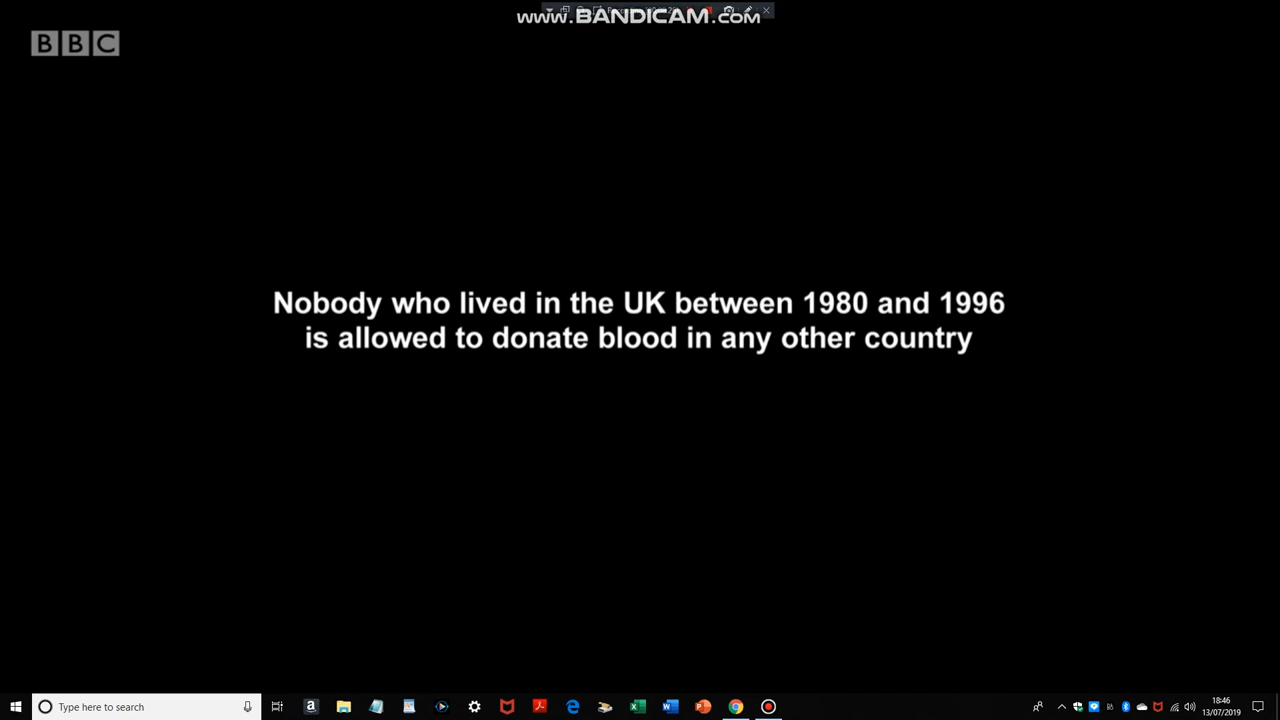 www.BANDICAM.com
BBC
Nobody who lived in the UK between 1980 and 1996
is allowed to donate blood in any other country
Type here to search
18:46
13/07/2019